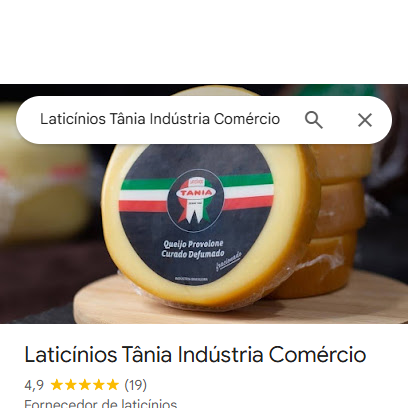 Laticínios Tânia Indústria Comércio
TANIA
Queijo Provolone
Curado Defumado
fracionado
Laticínios Tânia Indústria Comércio
4,9 ★★★★★ (19)
Fornecedor de laticínios